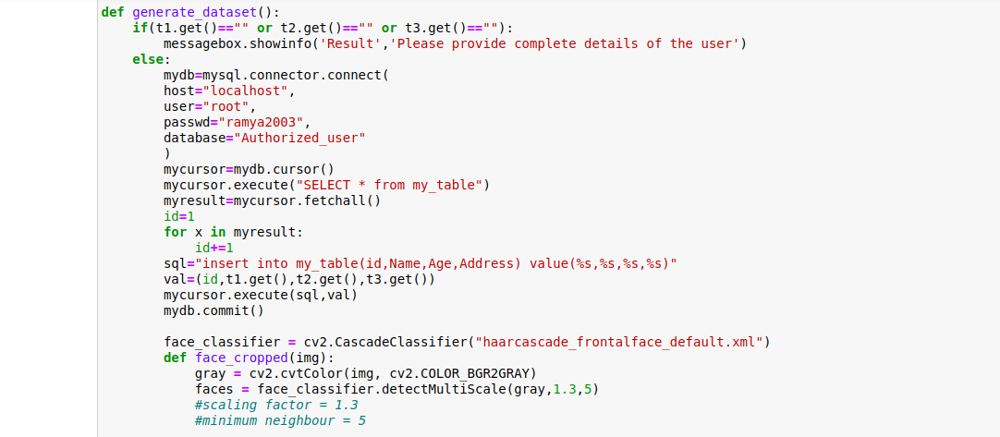 def generate_dataset():
    if(t1.get()=="" or t2.get()=="" or t3.get()==""):
        messagebox.showinfo('Result','Please provide complete details of the user')
    else:
        mydb=mysql.connector.connect(
        host="localhost",
        user="root",
        passwd="ramya2003",
        database="Authorized_user"
        )
        mycursor=mydb.cursor()
        mycursor.execute("SELECT * from my_table")
        myresult=mycursor.fetchall()
        id=1
        for x in myresult:
            id+=1
        sql="insert into my_table(id,Name,Age,Address) value(%s,%s,%s,%s)"
        val=(id,t1.get(),t2.get(),t3.get())
        mycursor.execute(sql,val)
        mydb.commit()

        face_classifier = cv2.CascadeClassifier("haarcascade_frontalface_default.xml")
        def face_cropped(img):
            gray = cv2.cvtColor(img, cv2.COLOR_BGR2GRAY)
            faces = face_classifier.detectMultiScale(gray,1.3,5)
            #scaling factor = 1.3
            #minimum neighbour = 5